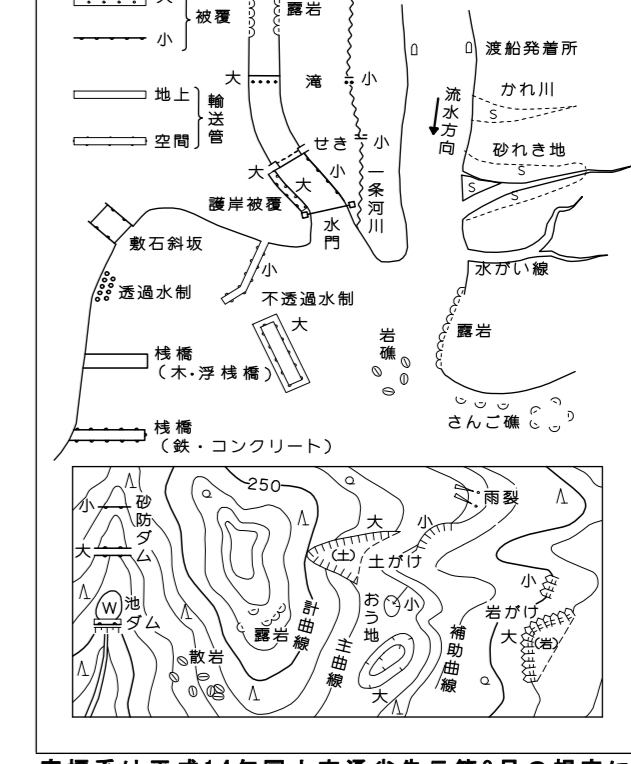 被覆
小
露岩
渡船発着所
大
滝
小
かれ川
地上
輸送管
空間
流水方向
砂れき地
S
せき
小
大
小
大
一条河川
S
S
護岸被覆
水門
敷石斜坂
小
水がい線
透過水制
不透過水制
大
岩礁
露岩
桟橋
（木・浮桟橋）
さんご礁
桟橋
（鉄・コンクリート）
250
小
砂防ダム
大
小
雨裂
大
（土）
土がけ
小
W
池
ダム
計曲線
おう地
小
岩がけ
大
（岩）
露岩
主曲線
補助曲線
散岩
大